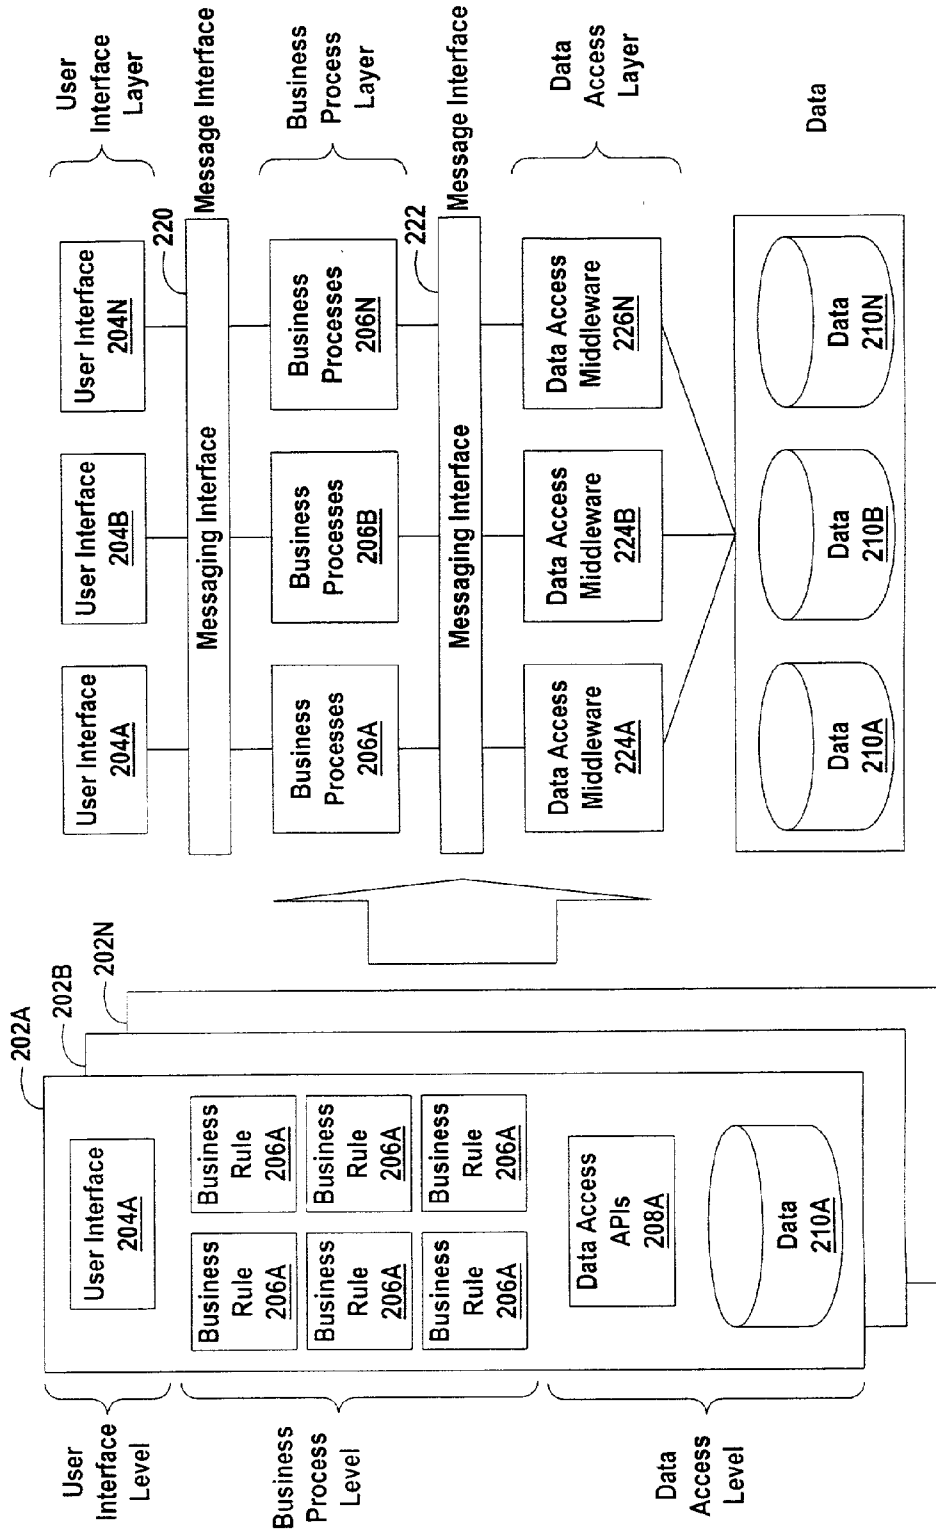 202A
202B
202N
User
Interface
Level
User Interface
204A
Business
Process
Level
Business
Rule
206A
Business
Rule
206A
Business
Rule
206A
Business
Rule
206A
Business
Rule
206A
Business
Rule
206A
Data
Access
Level
Data Access
APIs
208A
Data
210A
User Interface
204A
User Interface
204B
User Interface
204N
User
Interface
Layer
220
Messaging Interface
Message Interface
Business
Processes
206A
Business
Processes
206B
Business
Processes
206N
Business
Process
Layer
222
Messaging Interface
Message Interface
Data Access
Middleware
224A
Data Access
Middleware
224B
Data Access
Middleware
226N
Data
Access
Layer
Data
210A
Data
210B
Data
210N
Data